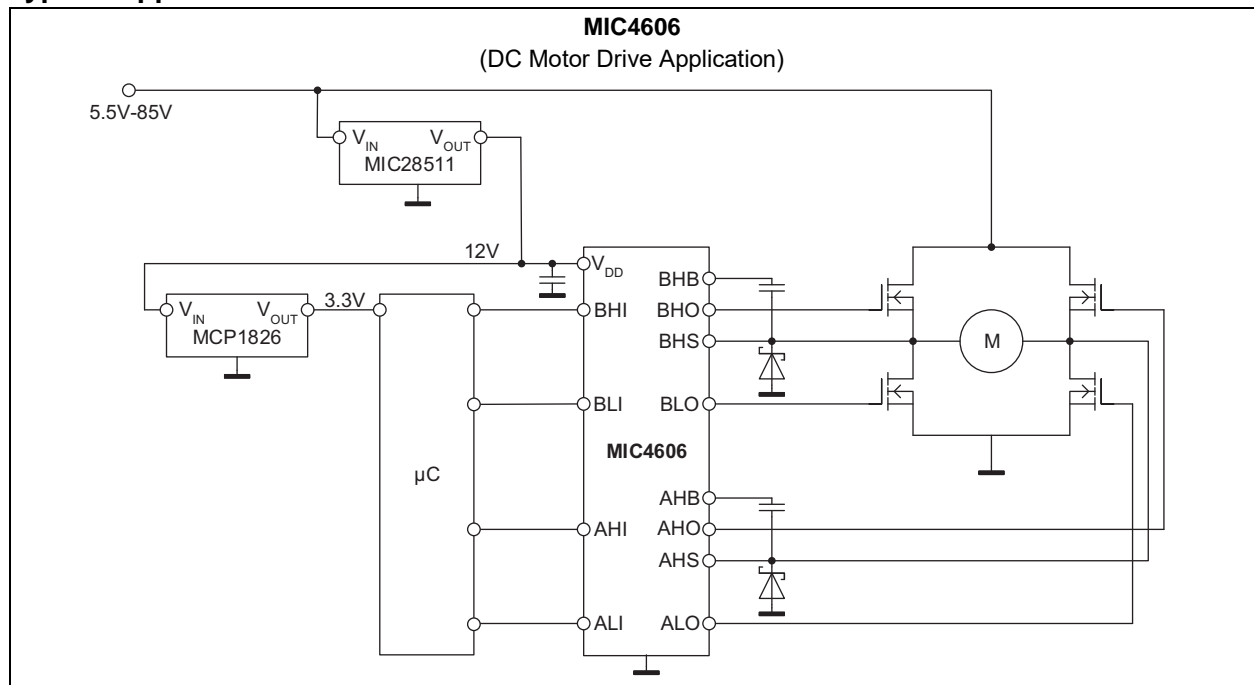 MIC4606
(DC Motor Drive Application)
5.5V-85V
VIN VOUT
MIC28511
12V
VDD
BHB
VIN VOUT
MCP1826
3.3V
BHI
BHO
BHS
M
BLI
BLO
MIC4606
µC
AHB
AHI
AHO
AHS
ALI
ALO